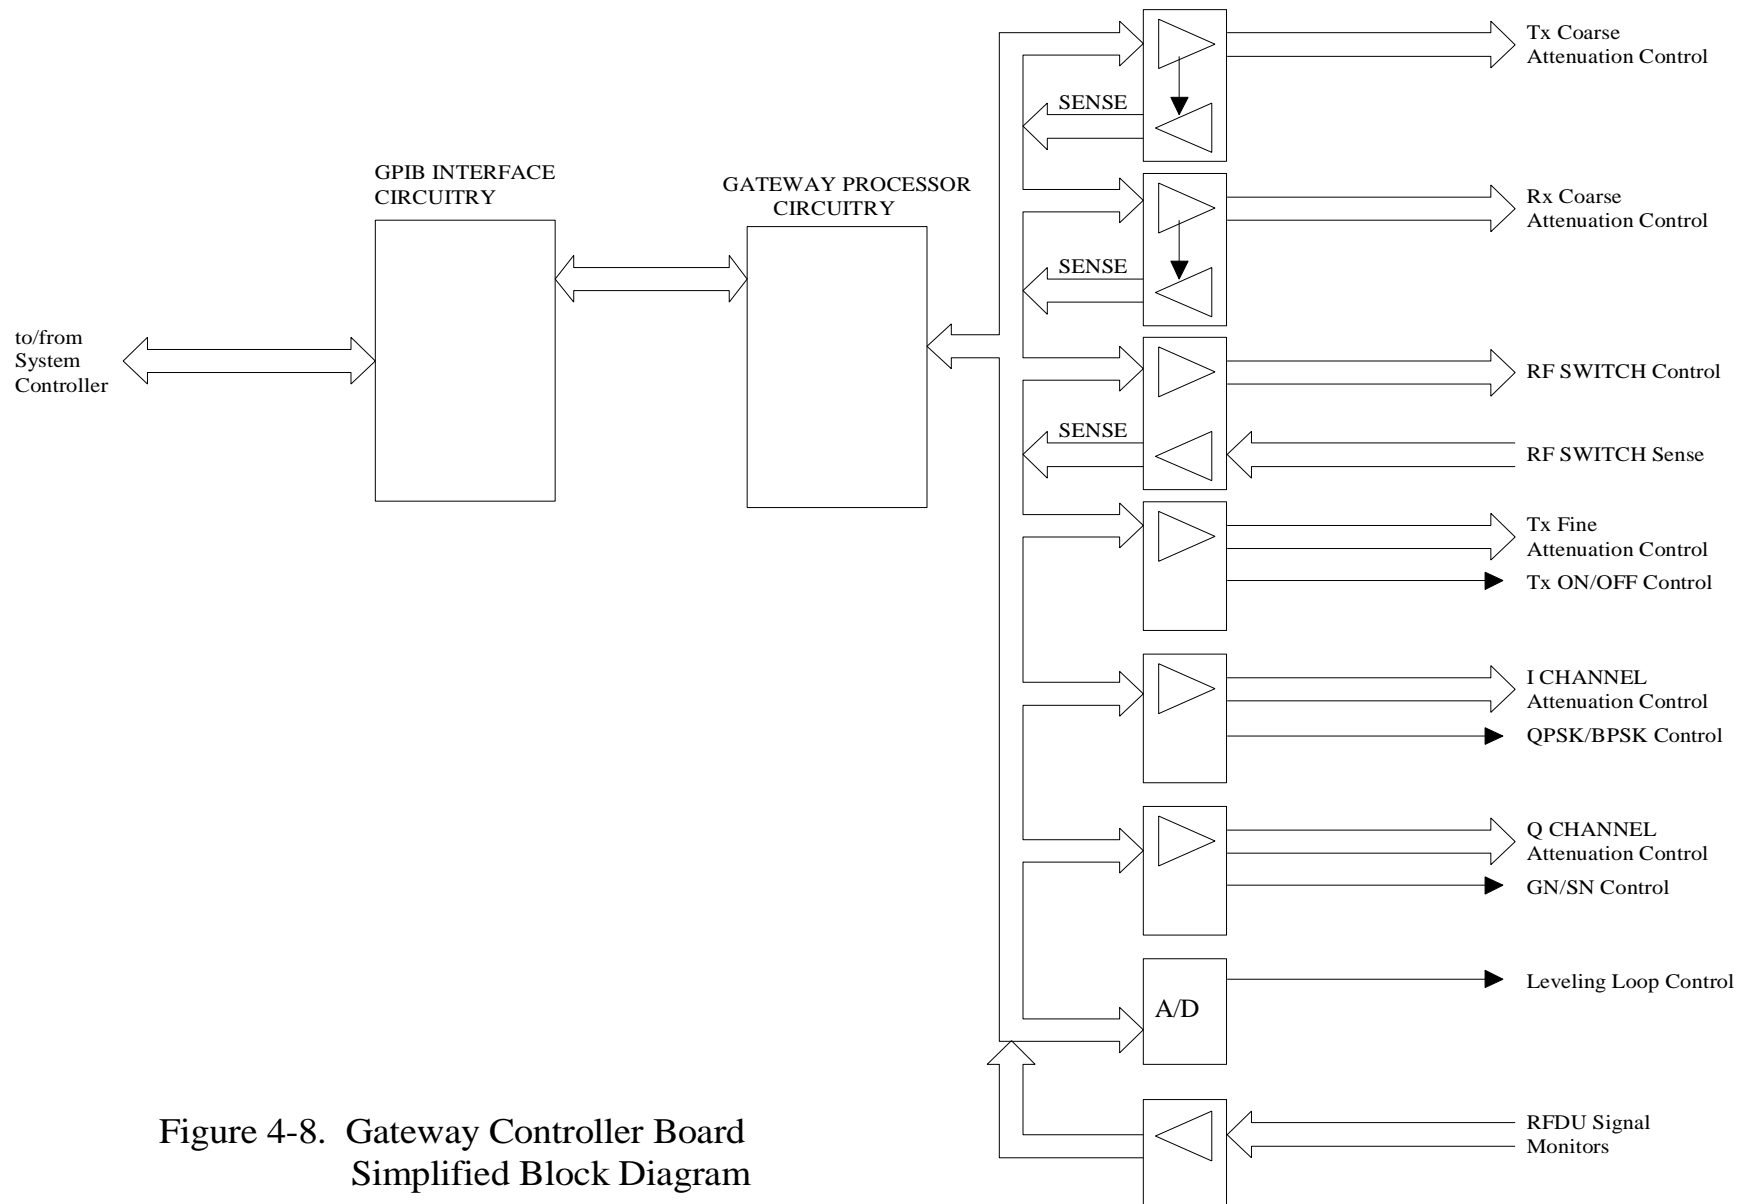 Tx Coarse
Attenuation Control
SENSE
GPIB INTERFACE
CIRCUITRY
GATEWAY PROCESSOR
CIRCUITRY
Rx Coarse
Attenuation Control
SENSE
to/from
System
Controller
RF SWITCH Control
SENSE
RF SWITCH Sense
Tx Fine
Attenuation Control
Tx ON/OFF Control
I CHANNEL
Attenuation Control
QPSK/BPSK Control
Q CHANNEL
Attenuation Control
GN/SN Control
Leveling Loop Control
A/D
RFDU Signal
Monitors
Figure 4-8. Gateway Controller Board
Simplified Block Diagram